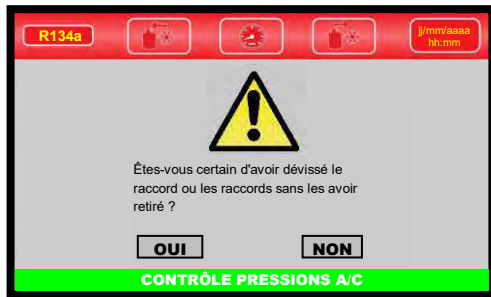 R134a
jj/mm/aaaa
hh:mm
Êtes-vous certain d'avoir dévissé le
raccord ou les raccords sans les avoir
retiré ?
OUI
NON
CONTRÔLE PRESSIONS A/C